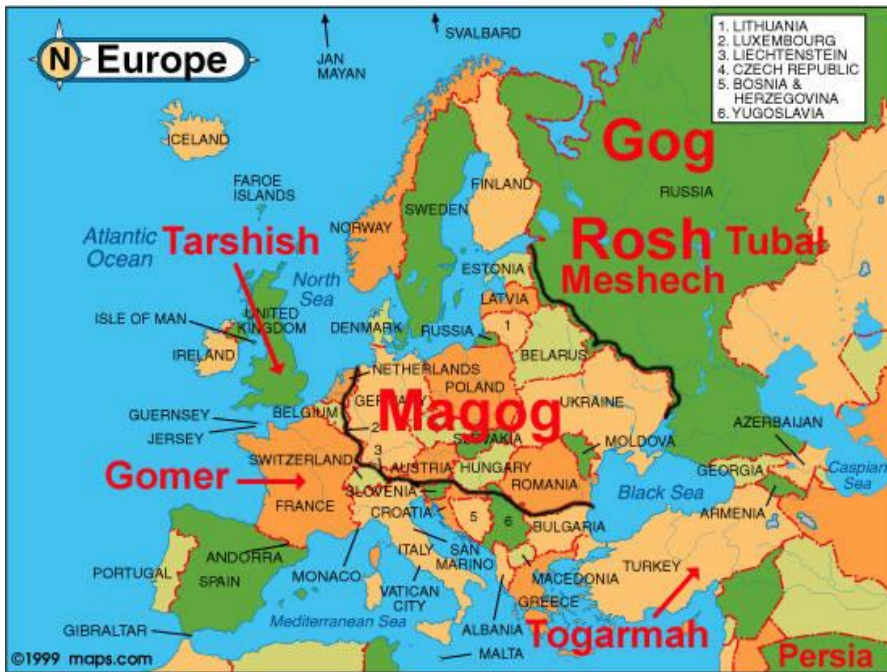 N Europe
JAN
MAYAN
SVALBARD
1. LITHUANIA
2. LUXEMBOURG
3. LIECHTENSTEIN
4. CZECH REPUBLIC
5. BOSNIA &
HERZEGOVINA
6. YUGOSLAVIA
ICELAND
Gog
RUSSIA
FAROE
ISLANDS
FINLAND
SWEDEN
NORWAY
Atlantic
Ocean
Tarshish
Rosh Tubal
Meshech
North
Sea
ESTONIA
LATVIA
ISLE OF MAN
UNITED
KINGDOM
DENMARK
RUSSIA
1
BELARUS
IRELAND
NETHERLANDS
GERMANY
POLAND
Magog
UKRAINE
BELGIUM
GUERNSEY
JERSEY
2
SLOVAKIA
MOLDOVA
AZERBAIJAN
SWITZERLAND
3
AUSTRIA
HUNGARY
GEORGIA
Caspian
Sea
Gomer
FRANCE
SLOVENIA
ROMANIA
Black Sea
CROATIA
5
6
BULGARIA
ARMENIA
ANDORRA
ITALY
SAN
MARINO
PORTUGAL
SPAIN
MONACO
VATICAN
CITY
MACEDONIA
TURKEY
GREECE
Mediterranean Sea
GIBRALTAR
ALBANIA
Togarmah
MALTA
Persia
©1999 maps.com